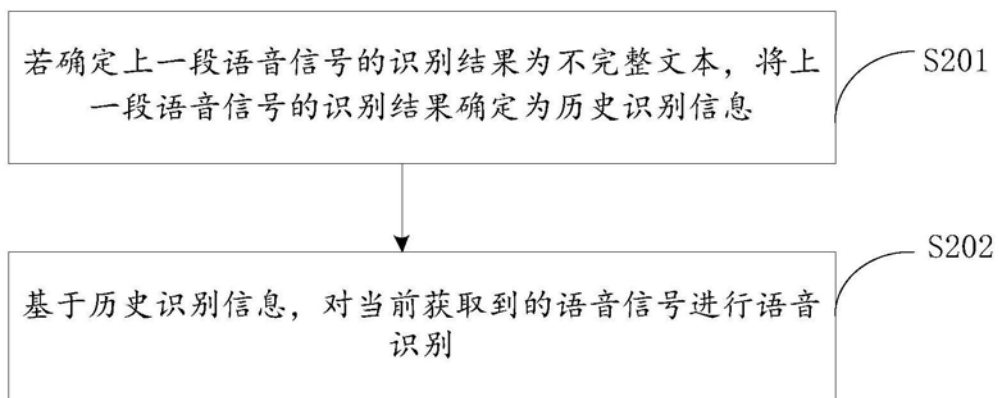 若确定上一段语音信号的识别结果为不完整文本，将上
一段语音信号的识别结果确定为历史识别信息
S201
S202
基于历史识别信息，对当前获取到的语音信号进行语音
识别